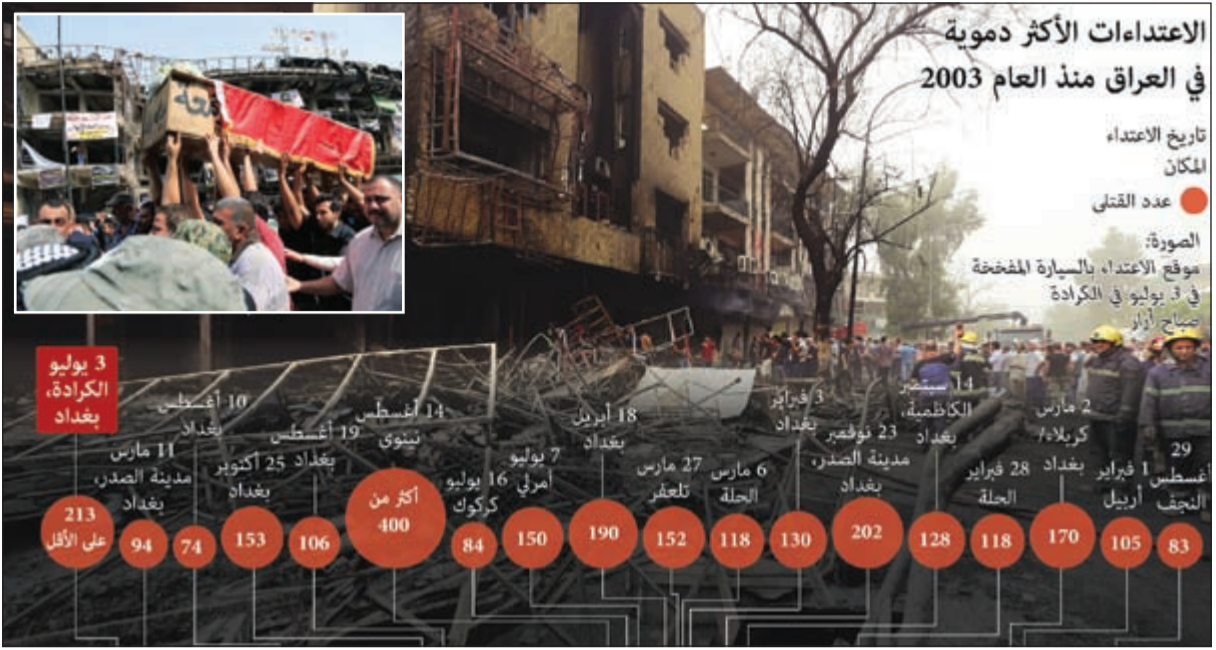 الاعتداءات الأكثر دموية
في العراق منذ العام 2003
تاريخ الاعتداء
المكان
عدد القتلى
الصورة:
موقع الاعتداء بالسيارة المفخخة
في 3 يوليو في الكرادة
صباح أزار
29
أغسطس
النجف
83
1 فبراير
أربيل
105
2 مارس
كربلاء/
بغداد
170
28 فبراير
الحلة
118
14 سبتمبر
الكاظمية،
بغداد
128
23 نوفمبر
مدينة الصدر،
بغداد
202
3 فبراير
بغداد
130
6 مارس
الحلة
118
27 مارس
تلعفر
152
18 أبريل
بغداد
190
7 يوليو
أمرلي
150
16 يوليو
كركوك
84
14 أغسطس
نينوى
أكثر من
400
19 أغسطس
بغداد
106
25 أكتوبر
بغداد
153
10 أغسطس
بغداد
74
11 مارس
مدينة الصدر،
بغداد
94
3 يوليو
الكرادة،
بغداد
213
على الأقل